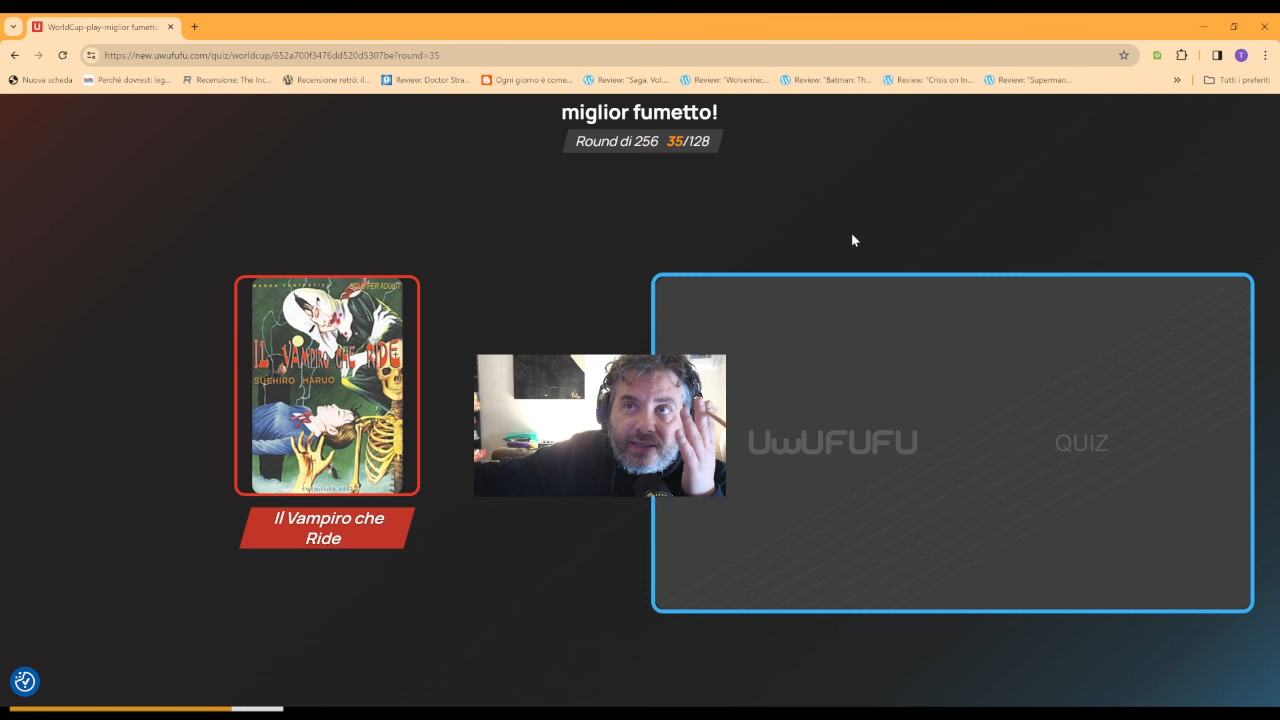 WorldCup-play-miglior fumetto
https://new.uwufufu.com/quiz/worldcup/652a700f3476dd520d5307be?round=35
T
Nuova scheda
Perché dovresti leg...
Recensione: The Inc...
Recensione retrò: il...
Review: Doctor Stra...
Ogni giorno è come...
Review: "Saga, Vol....
Review: "Wolverine:...
Review: "Batman: Th...
Review: "Crisis on In...
Review: "Superman...
»
Tutti i preferiti
miglior fumetto!
Round di 256 35/128
MANGA FANTASTICI
SOLO PER ADULTI
IL VAMPIRO CHE RIDE
SUEHIRO MARUO
Il Vampiro che
Ride
UwUFUFU
QUIZ